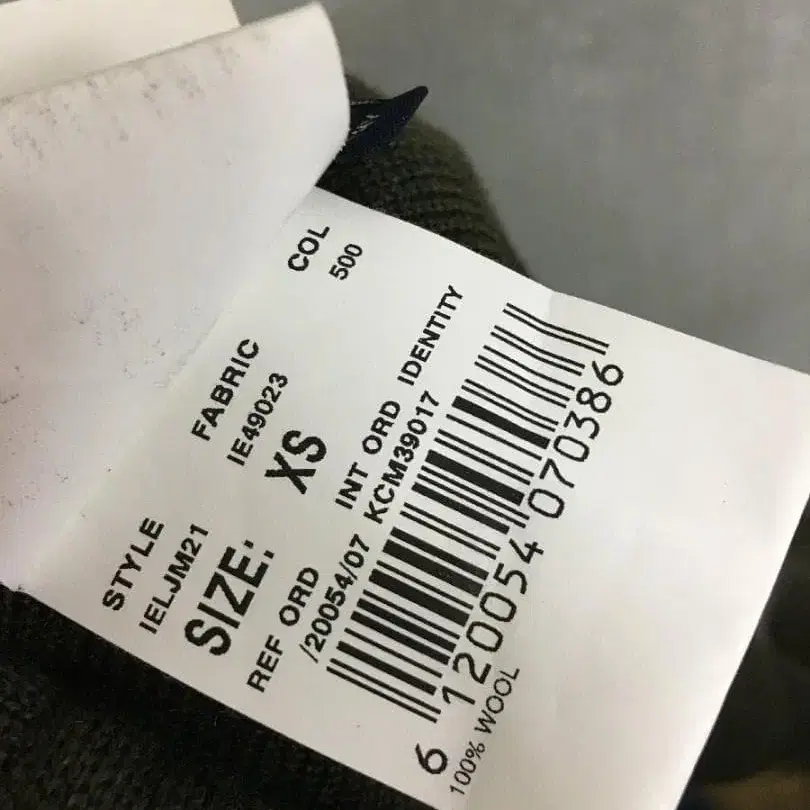 STYLE FABRIC COL
IELJM21 IE49023 500
SIZE: XS
REF ORD INT ORD IDENTITY
/20054/07 KCM39017
6 120054 070386
100% WOOL